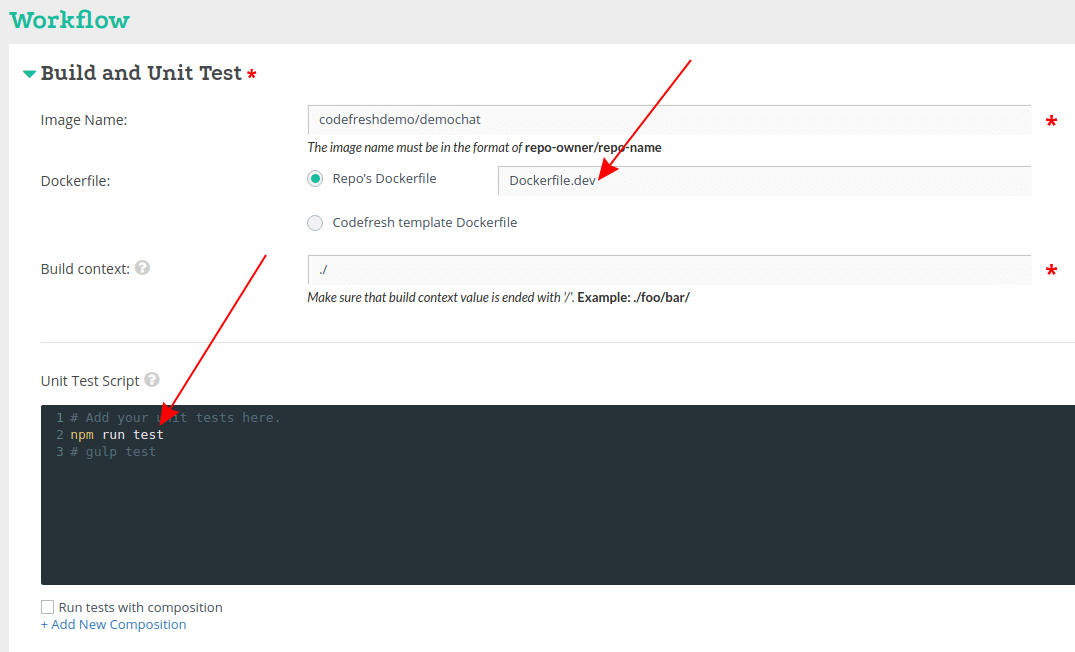 Workflow
Build and Unit Test *
Image Name:
codefreshdemo/demochat
*
The image name must be in the format of repo-owner/repo-name
Dockerfile:
Repo's Dockerfile
Dockerfile.dev
Codefresh template Dockerfile
Build context: ?
./
*
Make sure that build context value is ended with '/'. Example: ./foo/bar/
Unit Test Script ?
1 # Add your unit tests here.
2 npm run test
3 # gulp test
Run tests with composition
+ Add New Composition